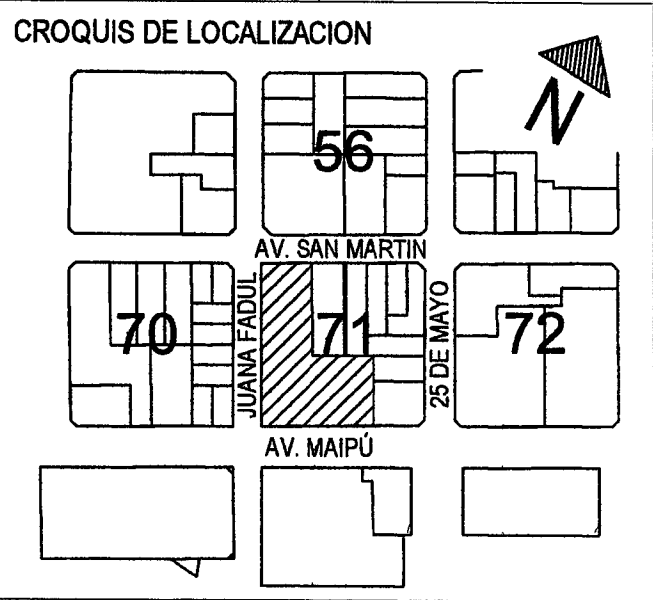 CROQUIS DE LOCALIZACION
N
56
AV. SAN MARTIN
70
JUANA FADUL
71
25 DE MAYO
72
AV. MAIPÚ